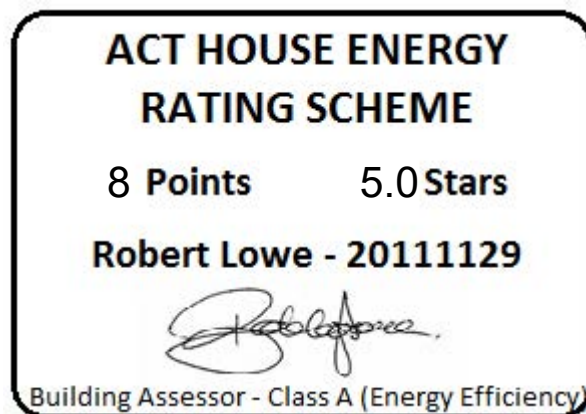 ACT HOUSE ENERGY
RATING SCHEME
8 Points 5.0 Stars
Robert Lowe - 20111129
Building Assessor - Class A (Energy Efficiency)